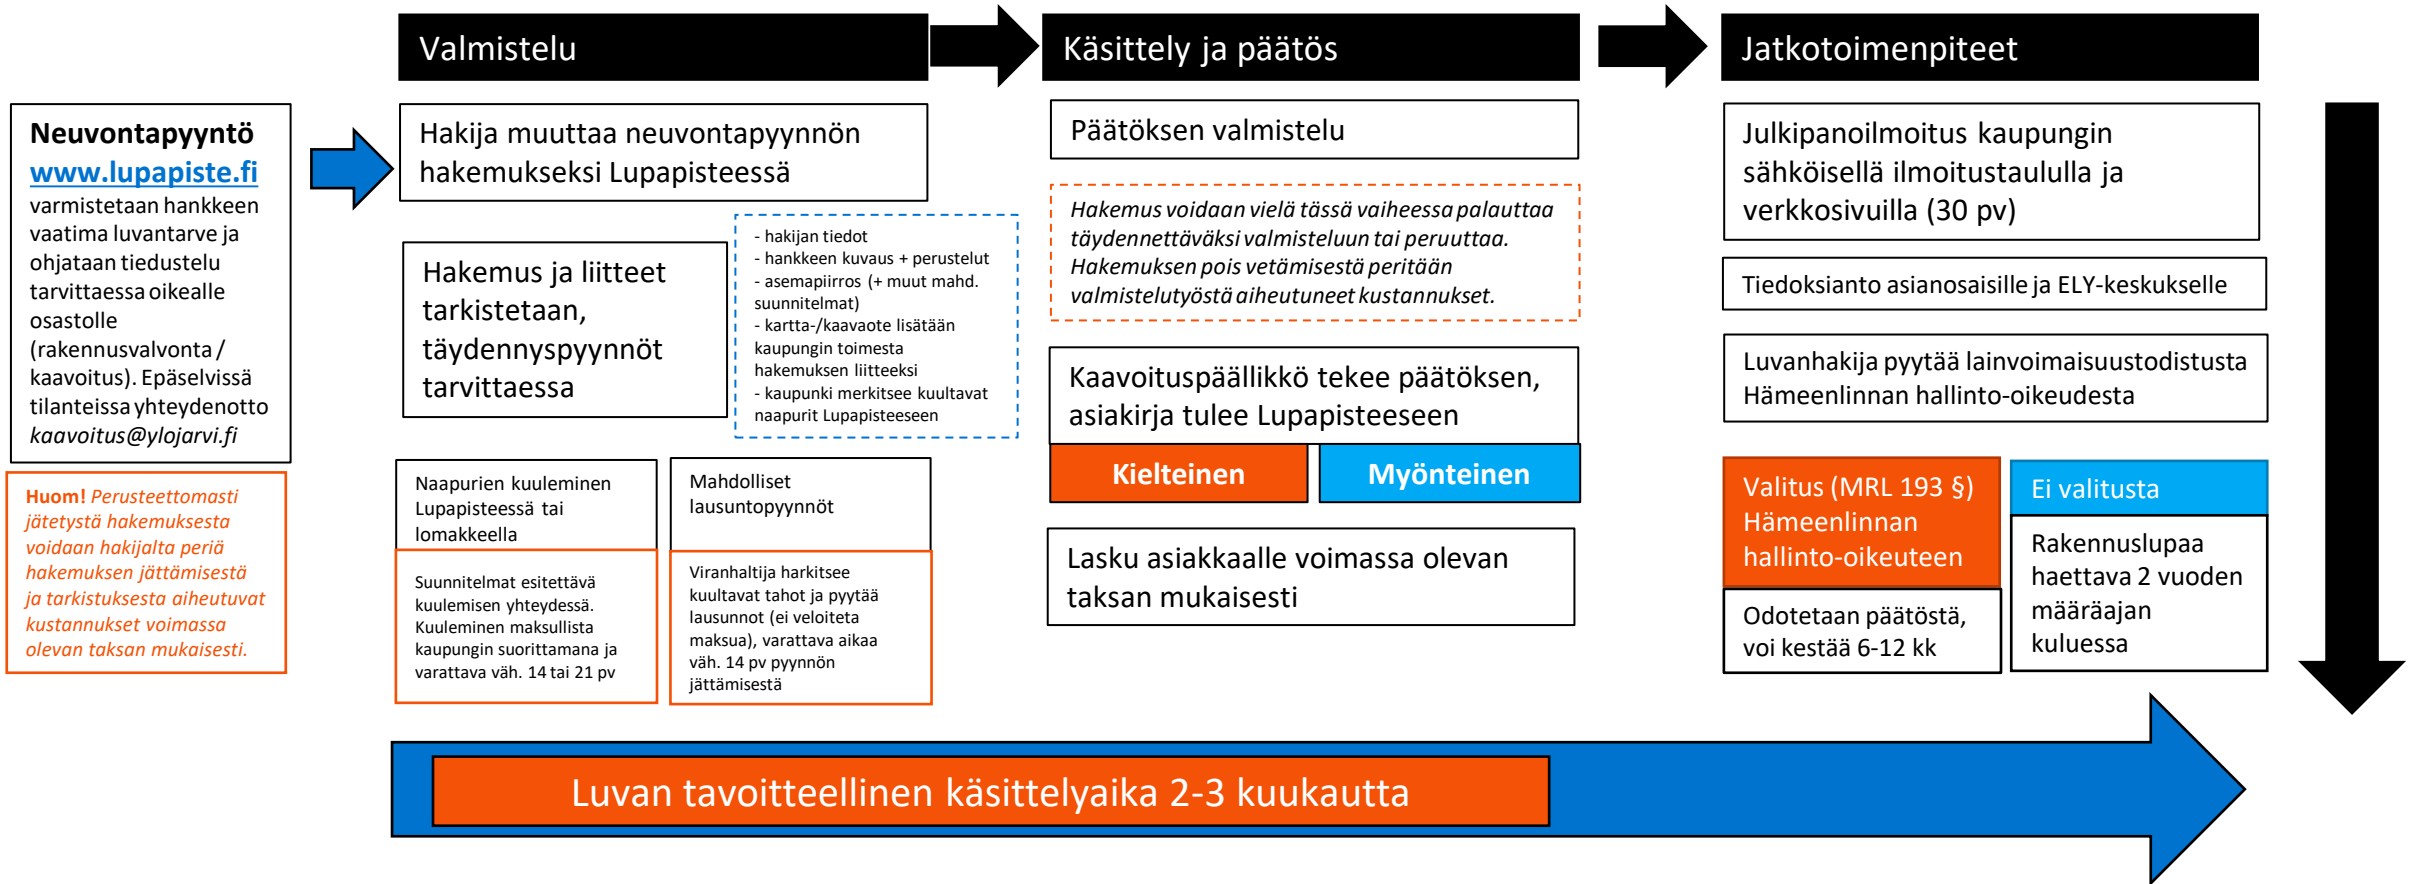 Valmistelu
Käsittely ja päätös
Jatkotoimenpiteet
Neuvontapyyntö
www.lupapiste.fi
varmistetaan hankkeen
vaatima luvantarve ja
ohjataan tiedustelu
tarvittaessa oikealle
osastolle
(rakennusvalvonta /
kaavoitus). Epäselvissä
tilanteissa yhteydenotto
kaavoitus@ylojarvi.fi
Huom! Perusteettomasti
jätetystä hakemuksesta
voidaan hakijalta periä
hakemuksen jättämisestä
ja tarkistuksesta aiheutuvat
kustannukset voimassa
olevan taksan mukaisesti.
Hakija muuttaa neuvontapyynnön
hakemukseksi Lupapisteessä
Hakemus ja liitteet
tarkistetaan,
täydennyspyynnöt
tarvittaessa
- hakijan tiedot
- hankkeen kuvaus + perustelut
- asemapiirros (+ muut mahd.
suunnitelmat)
- kartta-/kaavaote lisätään
kaupungin toimesta
hakemuksen liitteeksi
- kaupunki merkitsee kuultavat
naapurit Lupapisteeseen
Naapurien kuuleminen
Lupapisteessä tai
lomakkeella
Suunnitelmat esitettävä
kuulemisen yhteydessä.
Kuuleminen maksullista
kaupungin suorittamana ja
varattava väh. 14 tai 21 pv
Mahdolliset
lausuntopyynnöt
Viranhaltija harkitsee
kuultavat tahot ja pyytää
lausunnot (ei veloiteta
maksua), varattava aikaa
väh. 14 pv pyynnön
jättämisestä
Päätöksen valmistelu
Hakemus voidaan vielä tässä vaiheessa palauttaa
täydennettäväksi valmisteluun tai peruuttaa.
Hakemuksen pois vetämisestä peritään
valmistelutyöstä aiheutuneet kustannukset.
Kaavoituspäällikkö tekee päätöksen,
asiakirja tulee Lupapisteeseen
Kielteinen
Myönteinen
Lasku asiakkaalle voimassa olevan
taksan mukaisesti
Julkipanoilmoitus kaupungin
sähköisellä ilmoitustaululla ja
verkkosivuilla (30 pv)
Tiedoksianto asianosaisille ja ELY-keskukselle
Luvanhakija pyytää lainvoimaisuustodistusta
Hämeenlinnan hallinto-oikeudesta
Valitus (MRL 193 §)
Hämeenlinnan
hallinto-oikeuteen
Odotetaan päätöstä,
voi kestää 6-12 kk
Ei valitusta
Rakennuslupaa
haettava 2 vuoden
määräajan
kuluessa
Luvan tavoitteellinen käsittelyaika 2-3 kuukautta